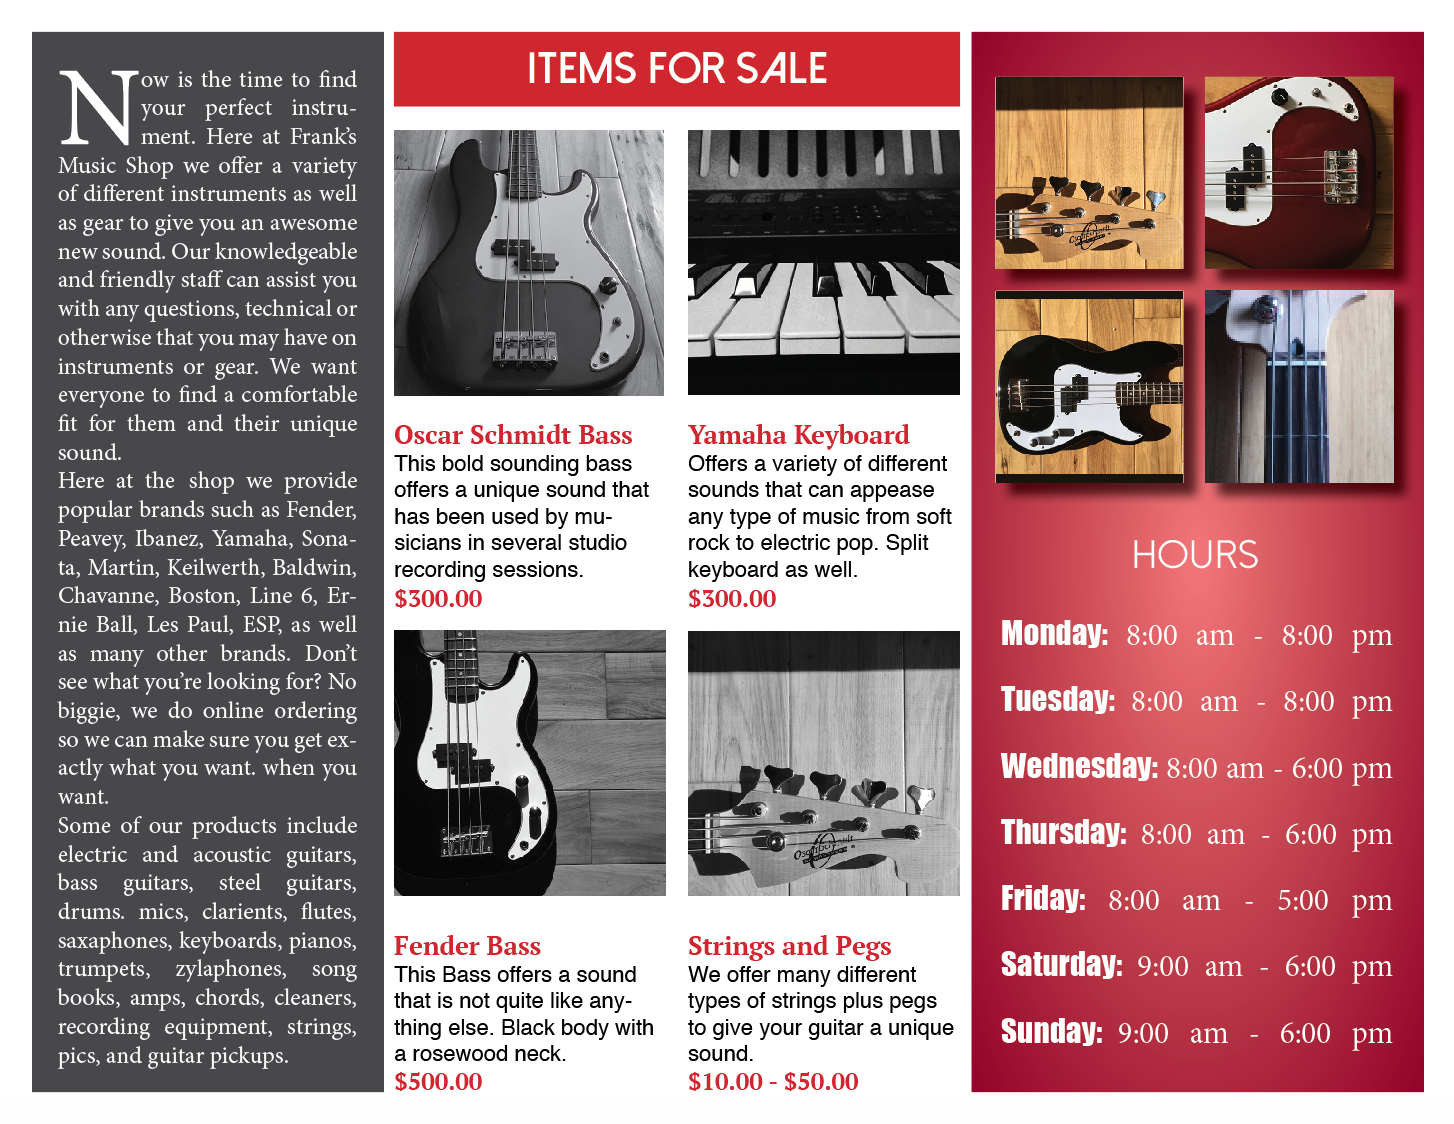 Now is the time to find
your perfect instru-
ment. Here at Frank's
Music Shop we offer a variety
of different instruments as well
as gear to give you an awesome
new sound. Our knowledgeable
and friendly staff can assist you
with any questions, technical or
otherwise that you may have on
instruments or gear. We want
everyone to find a comfortable
fit for them and their unique
sound.
Here at the shop we provide
popular brands such as Fender,
Peavey, Ibanez, Yamaha, Sona-
ta, Martin, Keilwerth, Baldwin,
Chavanne, Boston, Line 6, Er-
nie Ball, Les Paul, ESP, as well
as many other brands. Don't
see what you're looking for? No
biggie, we do online ordering
so we can make sure you get ex-
actly what you want. when you
want.
Some of our products include
electric and acoustic guitars,
bass guitars, steel guitars,
drums. mics, clarients, flutes,
saxaphones, keyboards, pianos,
trumpets, zylaphones, song
books, amps, chords, cleaners,
recording equipment, strings,
pics, and guitar pickups.
ITEMS FOR SALE
Oscar Schmidt Bass
This bold sounding bass
offers a unique sound that
has been used by mu-
sicians in several studio
recording sessions.
$300.00
Yamaha Keyboard
Offers a variety of different
sounds that can appease
any type of music from soft
rock to electric pop. Split
keyboard as well.
$300.00
Fender Bass
This Bass offers a sound
that is not quite like any-
thing else. Black body with
a rosewood neck.
$500.00
Strings and Pegs
We offer many different
types of strings plus pegs
to give your guitar a unique
sound.
$10.00 - $50.00
HOURS
Monday: 8:00 am - 8:00 pm
Tuesday: 8:00 am - 8:00 pm
Wednesday: 8:00 am - 6:00 pm
Thursday: 8:00 am - 6:00 pm
Friday: 8:00 am - 5:00 pm
Saturday: 9:00 am - 6:00 pm
Sunday: 9:00 am - 6:00 pm